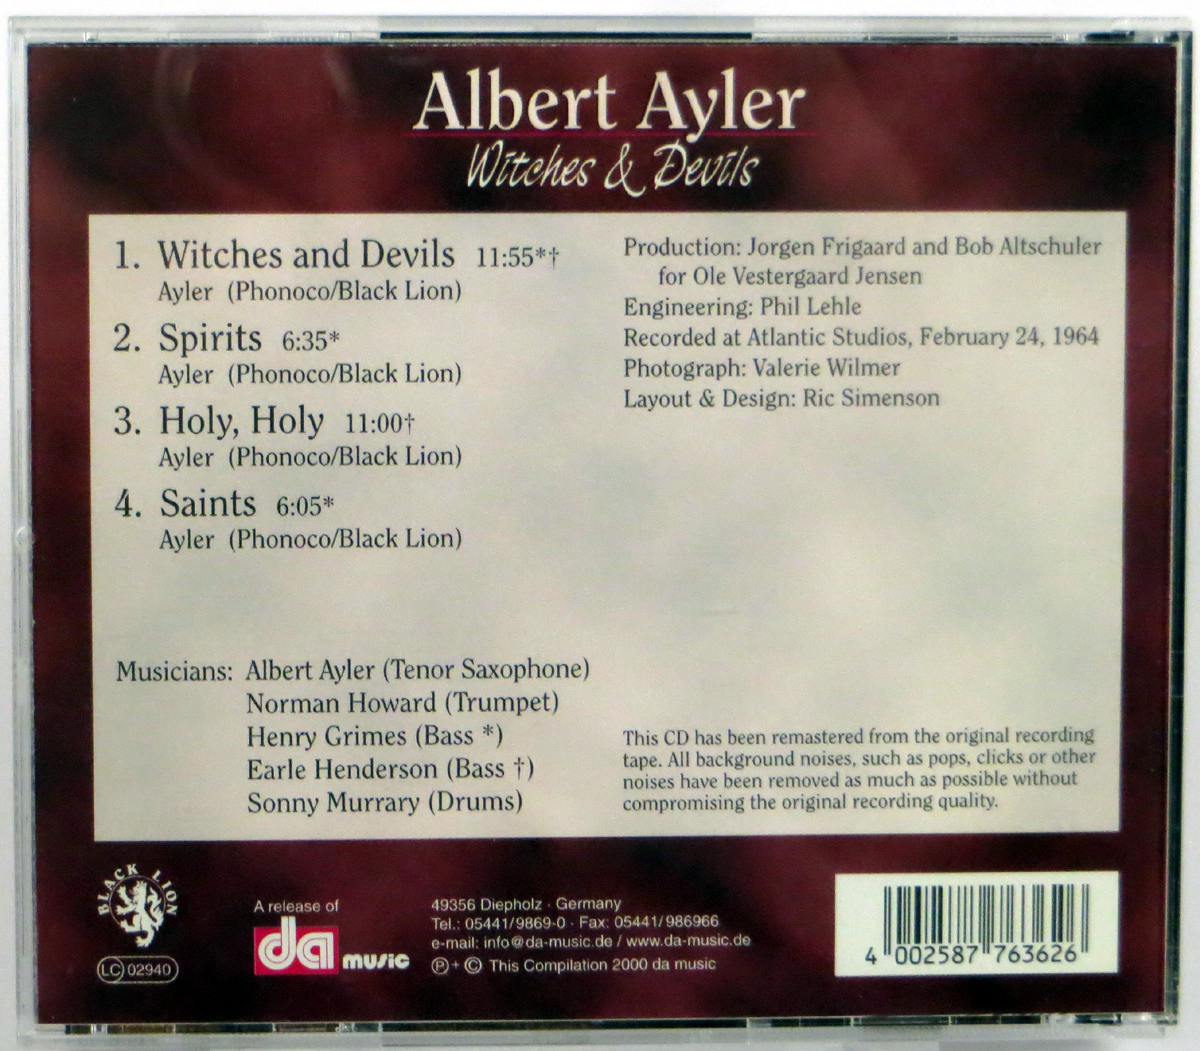 Albert Ayler
Witches & Devils
1. Witches and Devils 11:55*†
Ayler (Phonoco/Black Lion)
2. Spirits 6:35*
Ayler (Phonoco/Black Lion)
3. Holy, Holy 11:00†
Ayler (Phonoco/Black Lion)
4. Saints 6:05*
Ayler (Phonoco/Black Lion)
Production: Jorgen Frigaard and Bob Altschuler
for Ole Vestergaard Jensen
Engineering: Phil Lehle
Recorded at Atlantic Studios, February 24, 1964
Photograph: Valerie Wilmer
Layout & Design: Ric Simenson
Musicians: Albert Ayler (Tenor Saxophone)
Norman Howard (Trumpet)
Henry Grimes (Bass *)
Earle Henderson (Bass †)
Sonny Murrary (Drums)
This CD has been remastered from the original recording
tape. All background noises, such as pops, clicks or other
noises have been removed as much as possible without
compromising the original recording quality.
BLACK LION
LC 02940
A release of
da music
49356 Diepholz · Germany
Tel.: 05441/9869-0 · Fax: 05441/986966
e-mail: info@da-music.de / www.da-music.de
℗ + © This Compilation 2000 da music
4 002587 763626